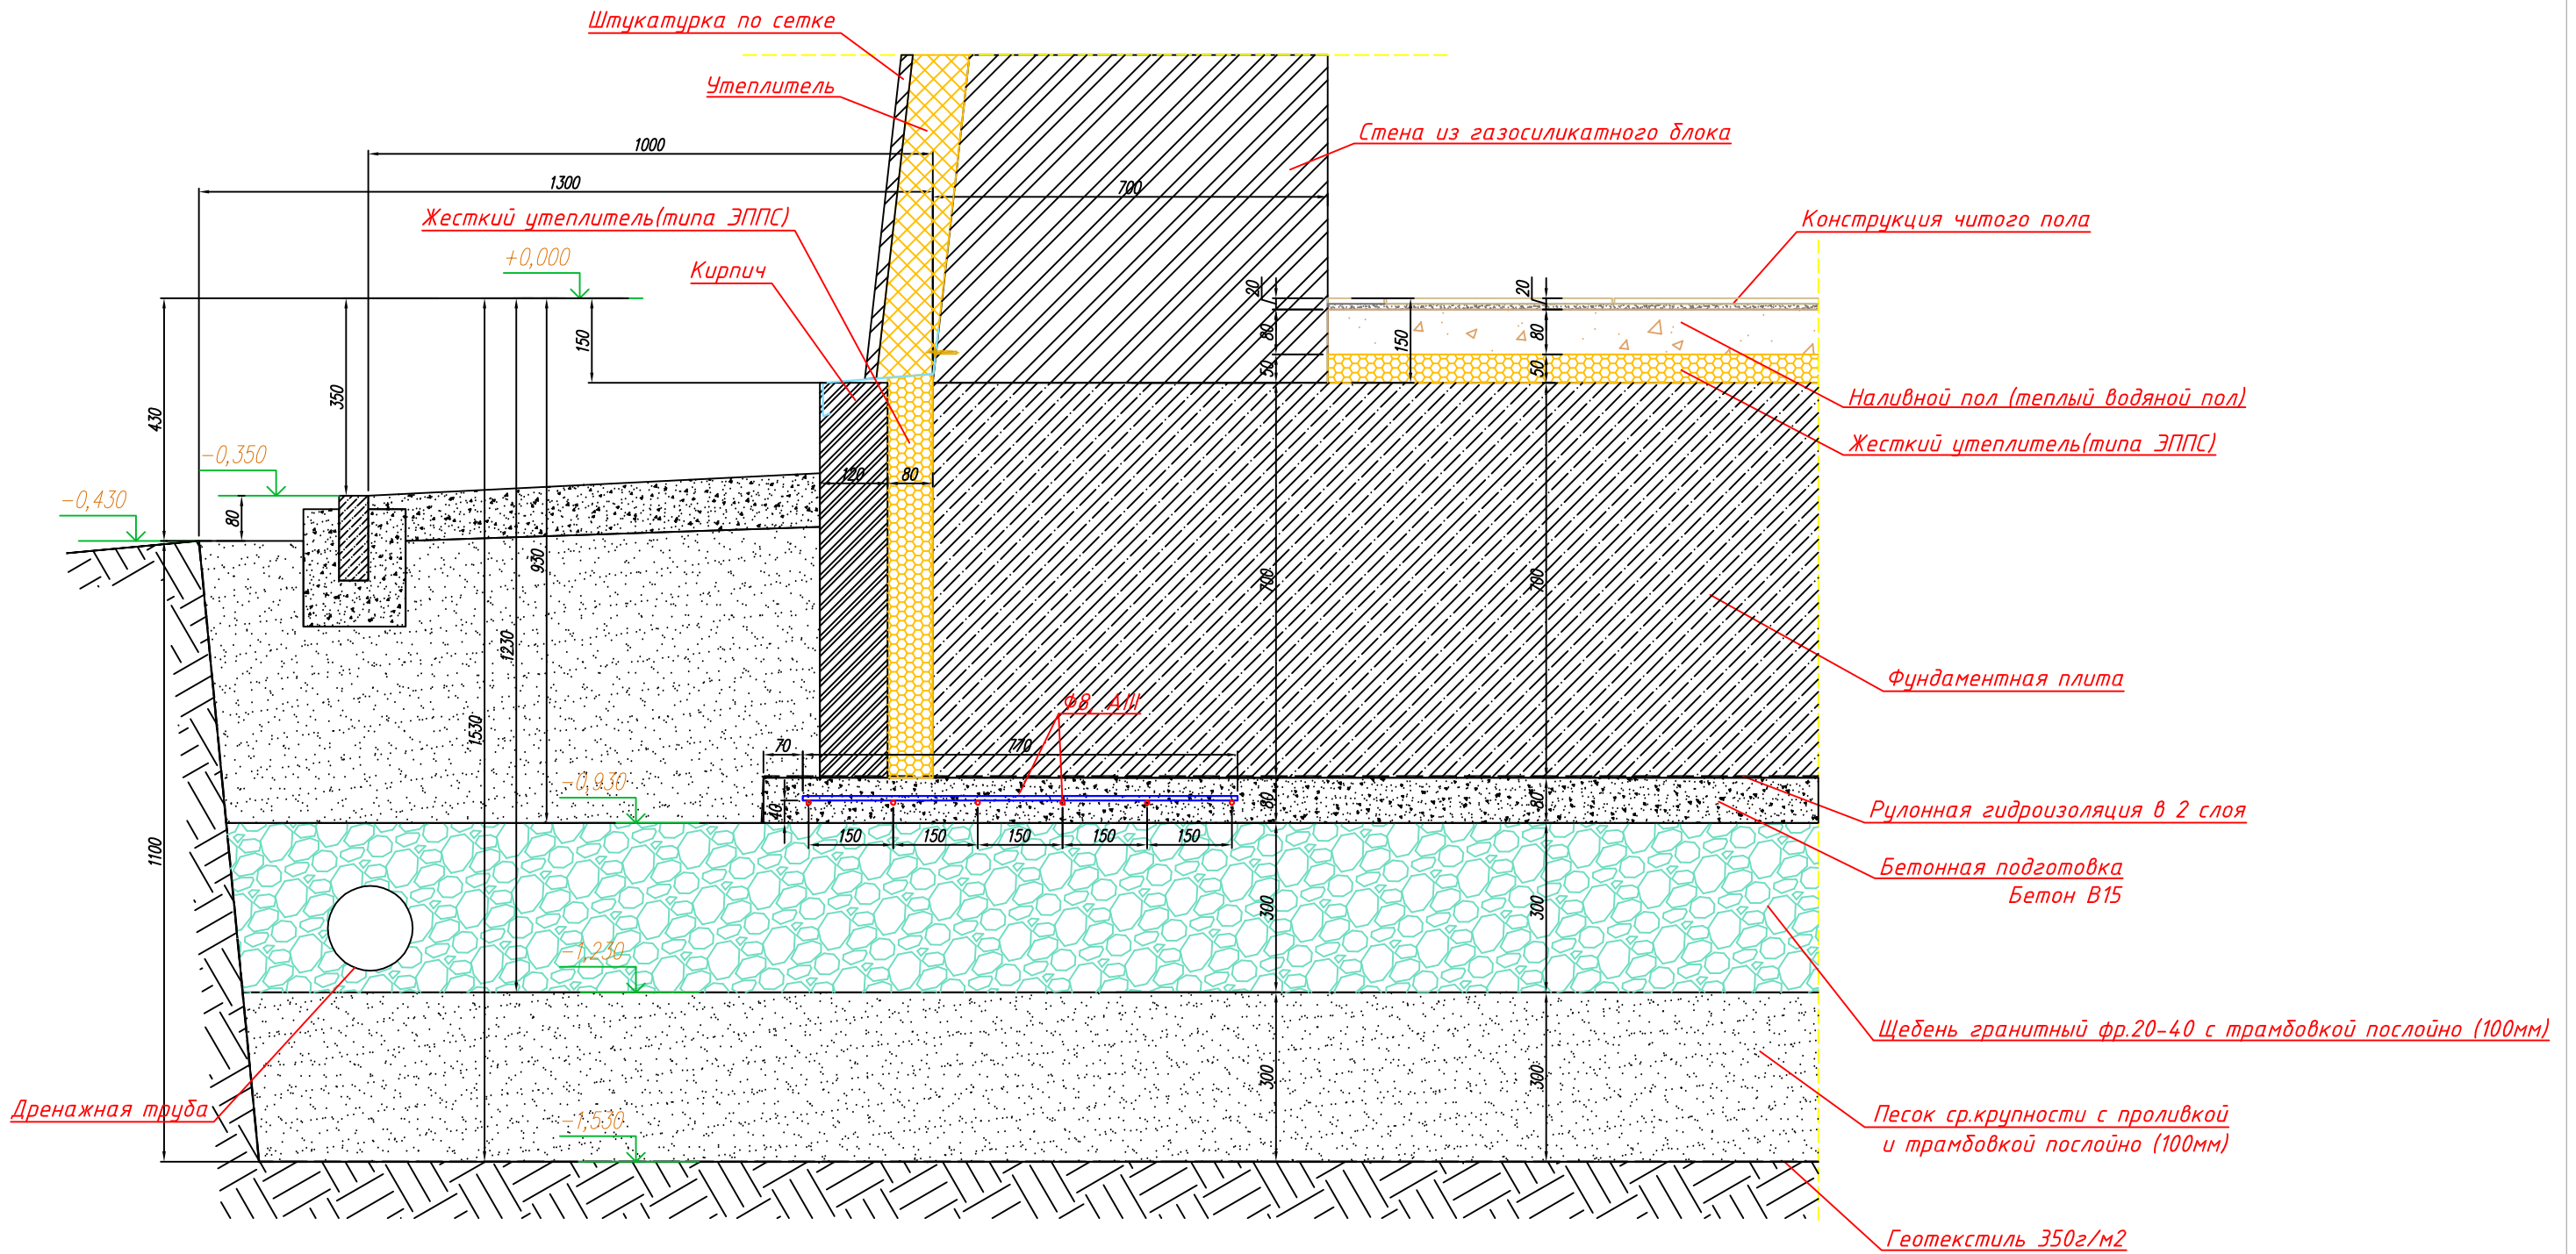 Штукатурка по сетке
Утеплитель
Стена из газосиликатного блока
1000
1300
700
Жесткий утеплитель(типа ЭППС)
Конструкция читого пола
+0,000
Кирпич
20
20
150
80
150
80
350
50
50
430
Наливной пол (теплый водяной пол)
Жесткий утеплитель(типа ЭППС)
-0,350
120
80
-0,430
80
930
700
700
1230
Фундаментная плита
Ф8, АIII
1530
70
770
-0,930
40
80
80
Рулонная гидроизоляция в 2 слоя
150
150
150
150
150
1100
Бетонная подготовка
Бетон В15
300
300
-1,230
Щебень гранитный фр.20-40 с трамбовкой послойно (100мм)
300
300
Дренажная труба
-1,530
Песок ср.крупности с проливкой
и трамбовкой послойно (100мм)
Геотекстиль 350г/м2